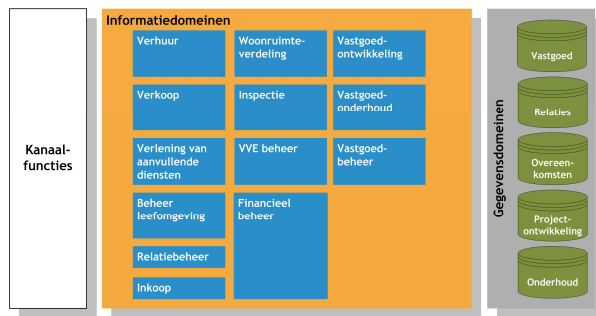 Informatiedomeinen
Kanaal-
functies
Verhuur
Woonruimte-
verdeling
Vastgoed-
ontwikkeling
Verkoop
Inspectie
Vastgoed-
onderhoud
Verlening van
aanvullende
diensten
VVE beheer
Vastgoed-
beheer
Beheer
leefomgeving
Financieel
beheer
Relatiebeheer
Inkoop
Gegevensdomeinen
Vastgoed
Relaties
Overeen-
komsten
Project-
ontwikkeling
Onderhoud